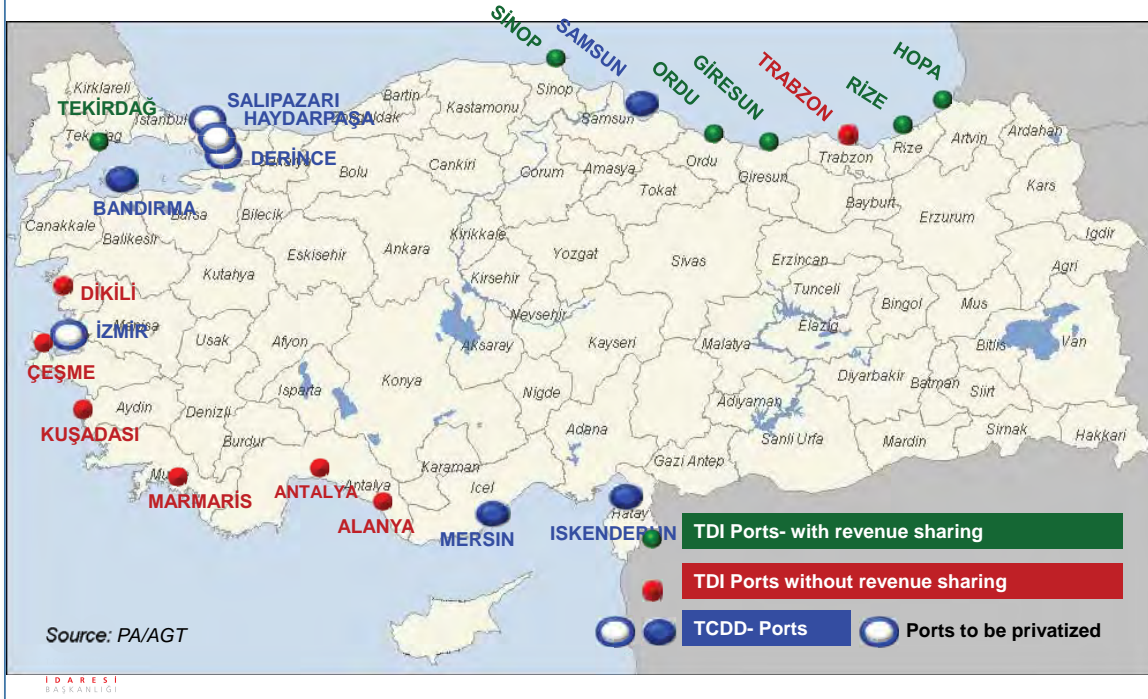 SİNOP
SAMSUN
ORDU
GİRESUN
TRABZON
RİZE
HOPA
Kirklareli
TEKİRDAĞ
Istanbul
SALIPAZARI
HAYDARPAŞA
Tekirdag
DERİNCE
Bartin
Kastamonu
Sinop
Samsun
Bolu
Cankiri
Corum
Amasya
Tokat
Ordu
Giresun
Trabzon
Rize
Artvin
Ardahan
Kars
Bayburt
Erzurum
Igdir
Agri
BANDIRMA
Bursa
Bilecik
Canakkale
Balikesir
Kutahya
Eskisehir
Ankara
Kirikkale
Kirsehir
Yozgat
Sivas
Erzincan
Tunceli
Bingol
Mus
DİKİLİ
Manisa
İZMİR
Usak
Afyon
Aksaray
Nevsehir
Kayseri
Malatya
Elazig
Bitlis
Van
ÇEŞME
Konya
Isparta
Nigde
Diyarbakir
Batman
Siirt
Adiyaman
KUŞADASI
Aydin
Denizli
Burdur
Adana
Sanli Urfa
Mardin
Sirnak
Hakkari
Gazi Antep
Karaman
Icel
MARMARİS
ANTALYA
Antalya
ALANYA
MERSIN
Hatay
ISKENDERUN
TDI Ports- with revenue sharing
TDI Ports without revenue sharing
TCDD- Ports
Ports to be privatized
Source: PA/AGT
İDARESİ
BAŞKANLIĞI